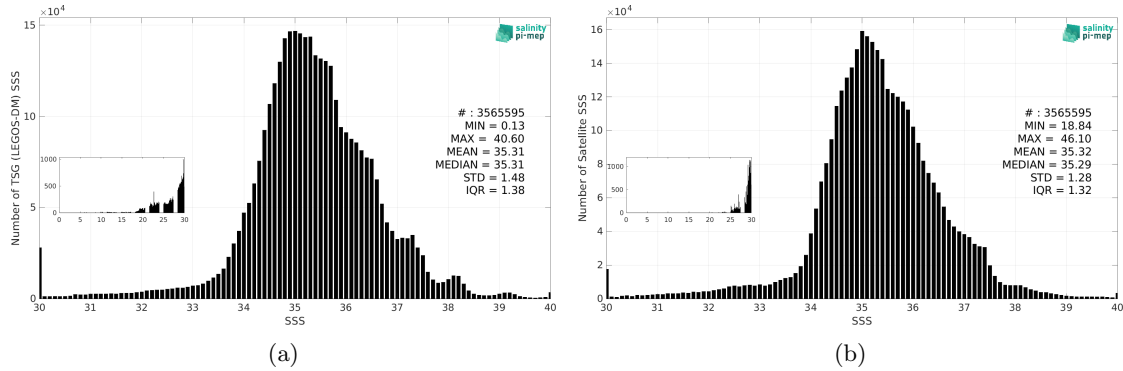 15 ×10⁴
10
5
0
Number of TSG (LEGOS-DM) SSS
salinity
pi-mep
# : 3565595
MIN = 0.13
MAX = 40.60
MEAN = 35.31
MEDIAN = 35.31
STD = 1.48
IQR = 1.38
1000
500
0
0 5 10 15 20 25 30
30 31 32 33 34 35 36 37 38 39 40
SSS
(a)
×10⁴
16
14
12
10
8
6
4
2
0
Number of Satellite SSS
salinity
pi-mep
# : 3565595
MIN = 18.84
MAX = 46.10
MEAN = 35.32
MEDIAN = 35.29
STD = 1.28
IQR = 1.32
1000
500
0
0 5 10 15 20 25 30
30 31 32 33 34 35 36 37 38 39 40
SSS
(b)